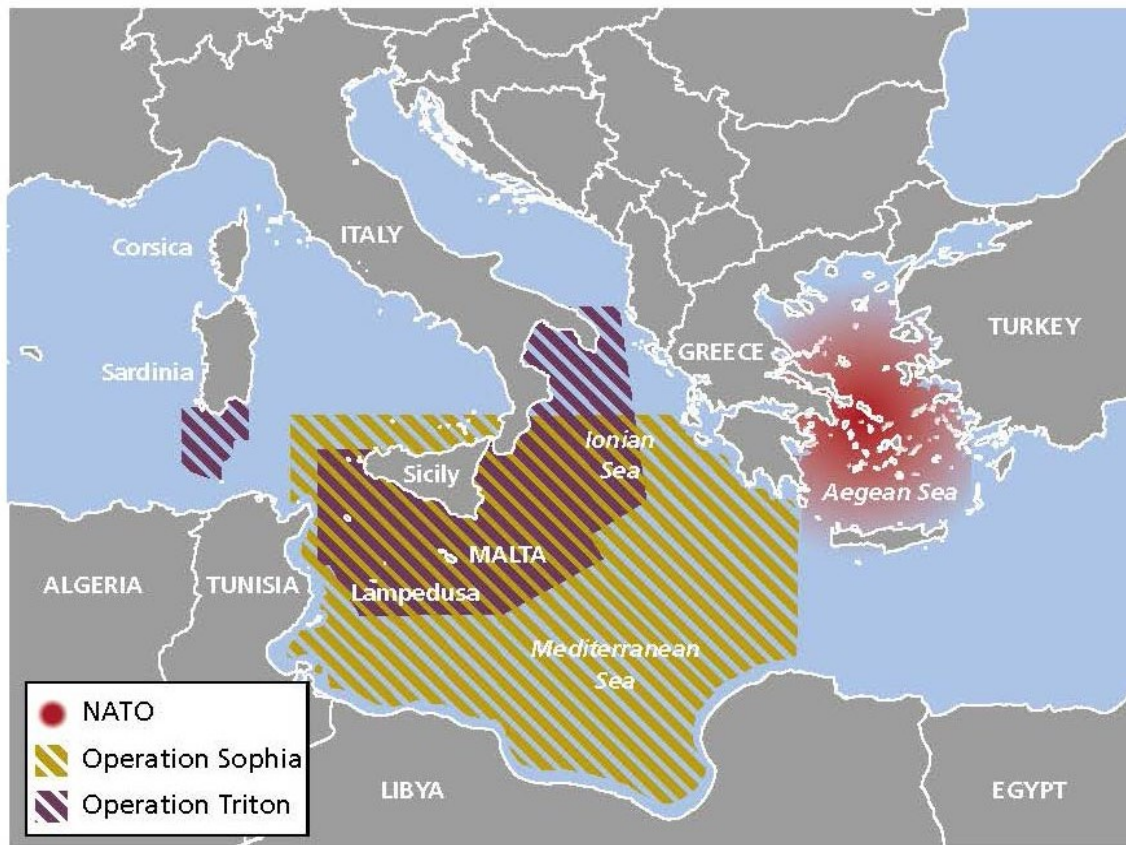 Corsica
ITALY
Sardinia
GREECE
TURKEY
Ionian
Sea
Sicily
Aegean Sea
MALTA
ALGERIA
TUNISIA
Lampedusa
Mediterranean
Sea
NATO
Operation Sophia
Operation Triton
LIBYA
EGYPT